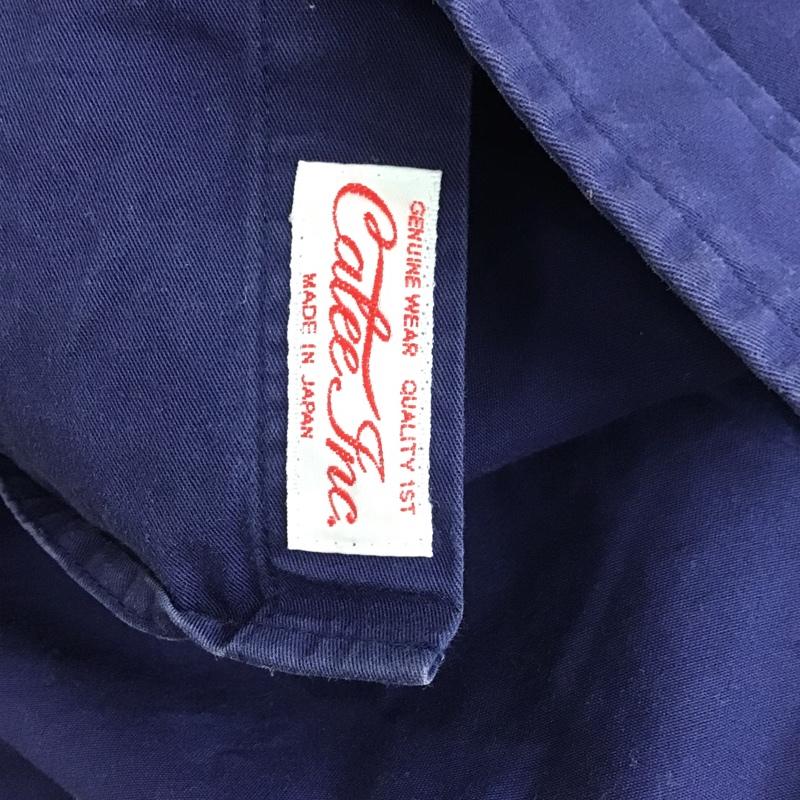 GENUINE WEAR QUALITY 1ST
Calee Inc.
MADE IN JAPAN